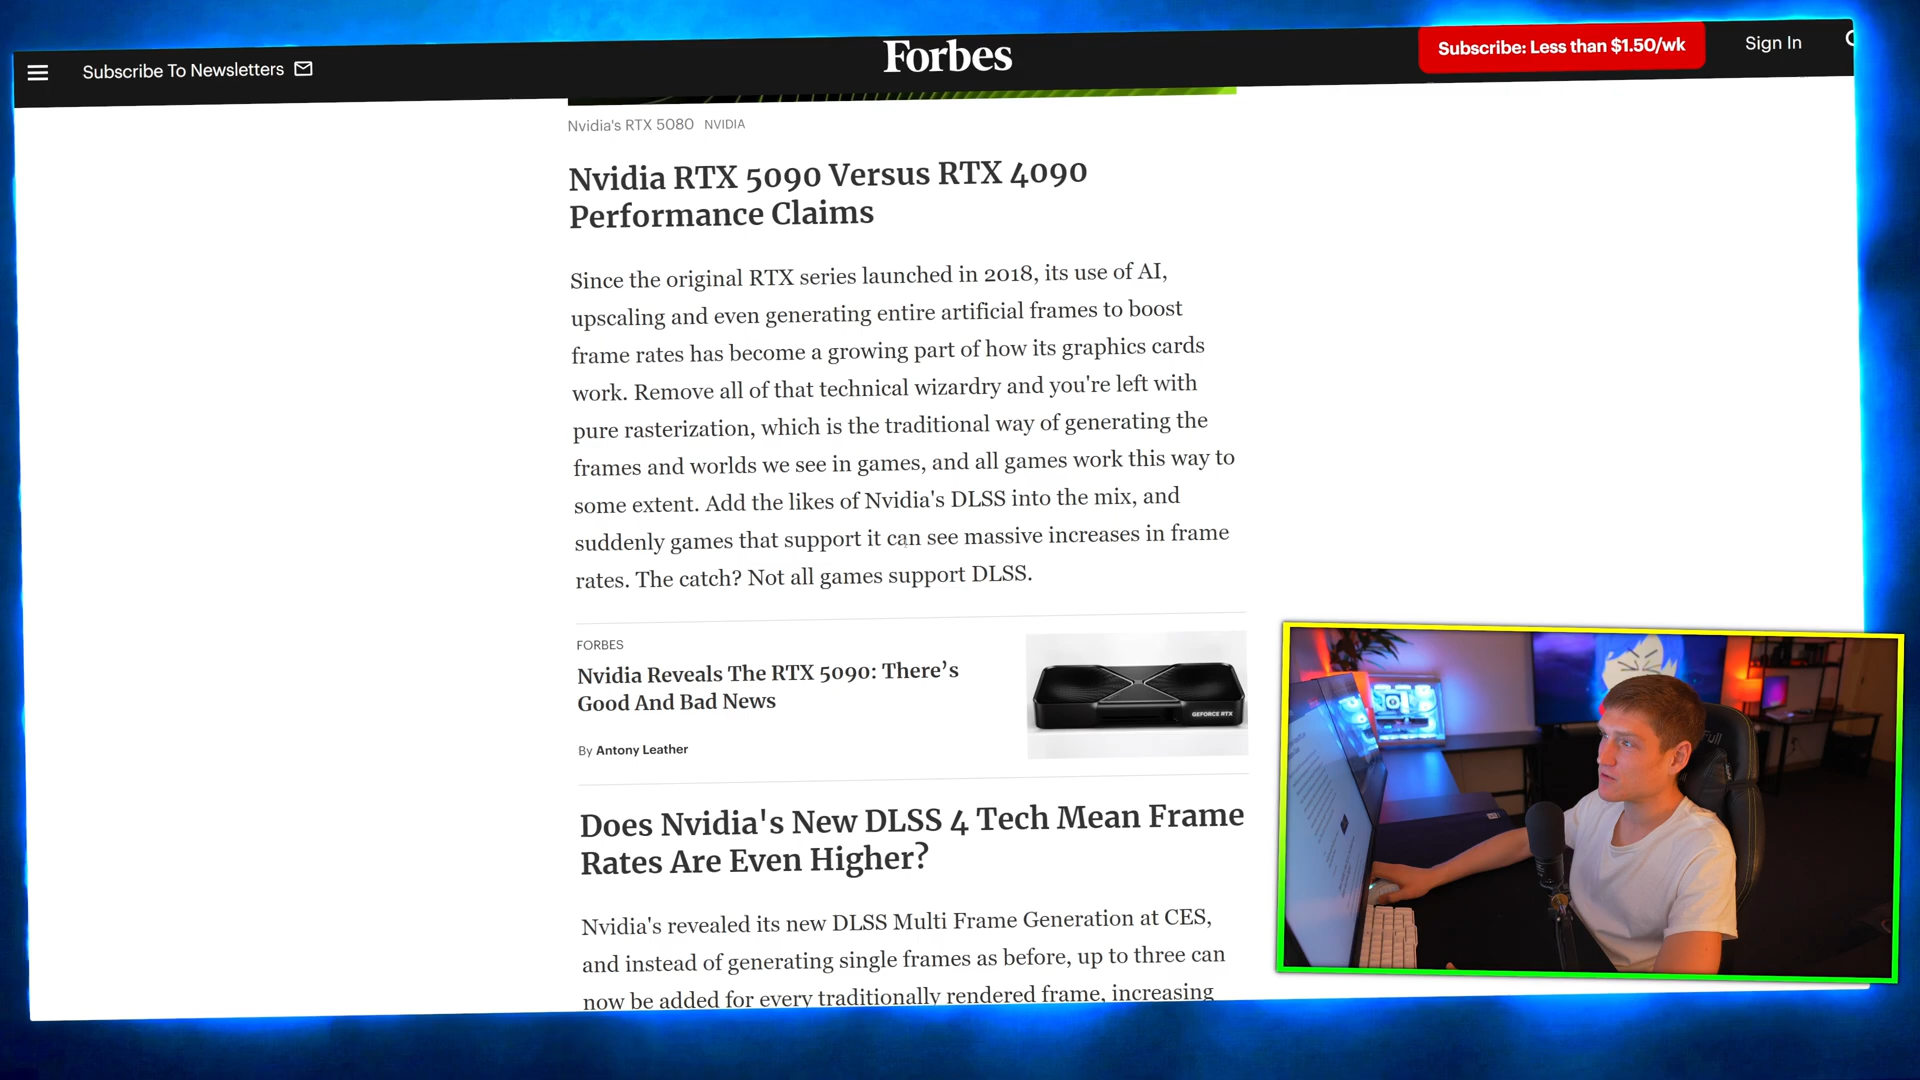 Subscribe To Newsletters
Forbes
Subscribe: Less than $1.50/wk
Sign In
Nvidia's RTX 5080 NVIDIA
Nvidia RTX 5090 Versus RTX 4090
Performance Claims
Since the original RTX series launched in 2018, its use of AI,
upscaling and even generating entire artificial frames to boost
frame rates has become a growing part of how its graphics cards
work. Remove all of that technical wizardry and you're left with
pure rasterization, which is the traditional way of generating the
frames and worlds we see in games, and all games work this way to
some extent. Add the likes of Nvidia's DLSS into the mix, and
suddenly games that support it can see massive increases in frame
rates. The catch? Not all games support DLSS.
FORBES
Nvidia Reveals The RTX 5090: There’s
Good And Bad News
By Antony Leather
GEFORCE RTX
Does Nvidia's New DLSS 4 Tech Mean Frame
Rates Are Even Higher?
Nvidia's revealed its new DLSS Multi Frame Generation at CES,
and instead of generating single frames as before, up to three can
now be added for every traditionally rendered frame, increasing